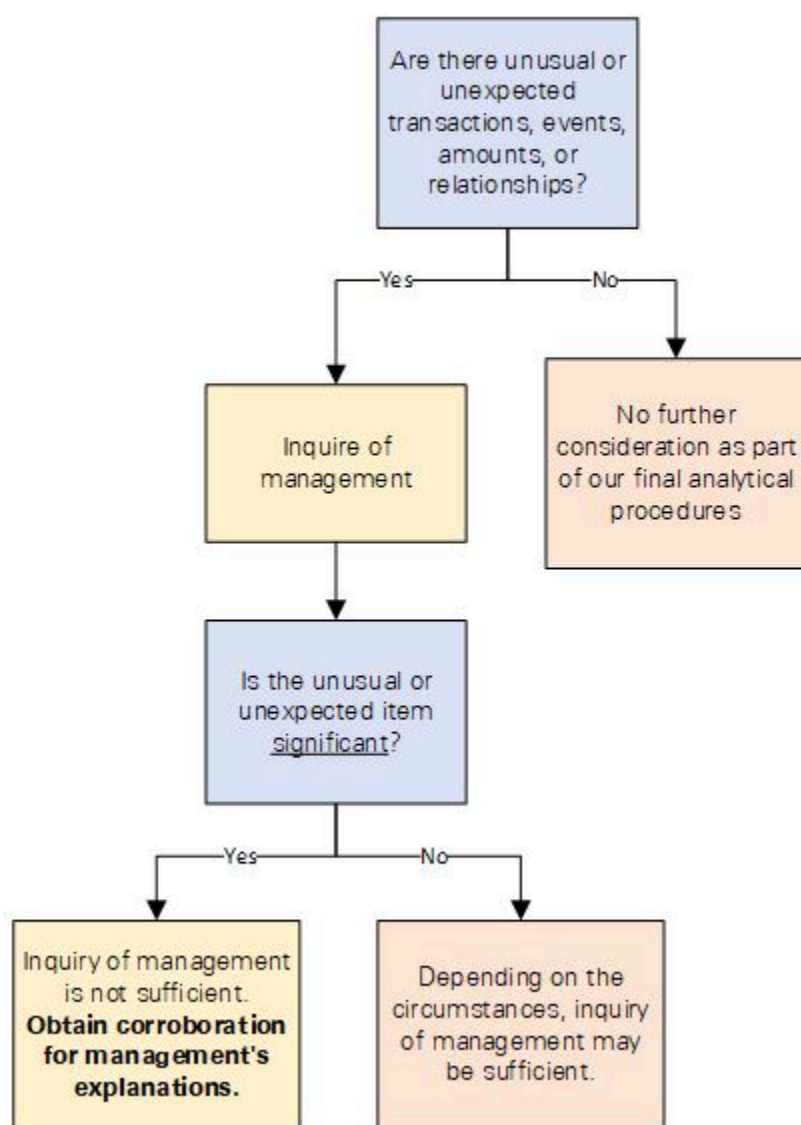 Are there unusual or
unexpected
transactions, events,
amounts, or
relationships?
Yes
No
Inquire of
management
No further
consideration as part
of our final analytical
procedures
Is the unusual or
unexpected item
significant?
Yes
No
Inquiry of management
is not sufficient.
Obtain corroboration
for management's
explanations.
Depending on the
circumstances, inquiry
of management may
be sufficient.